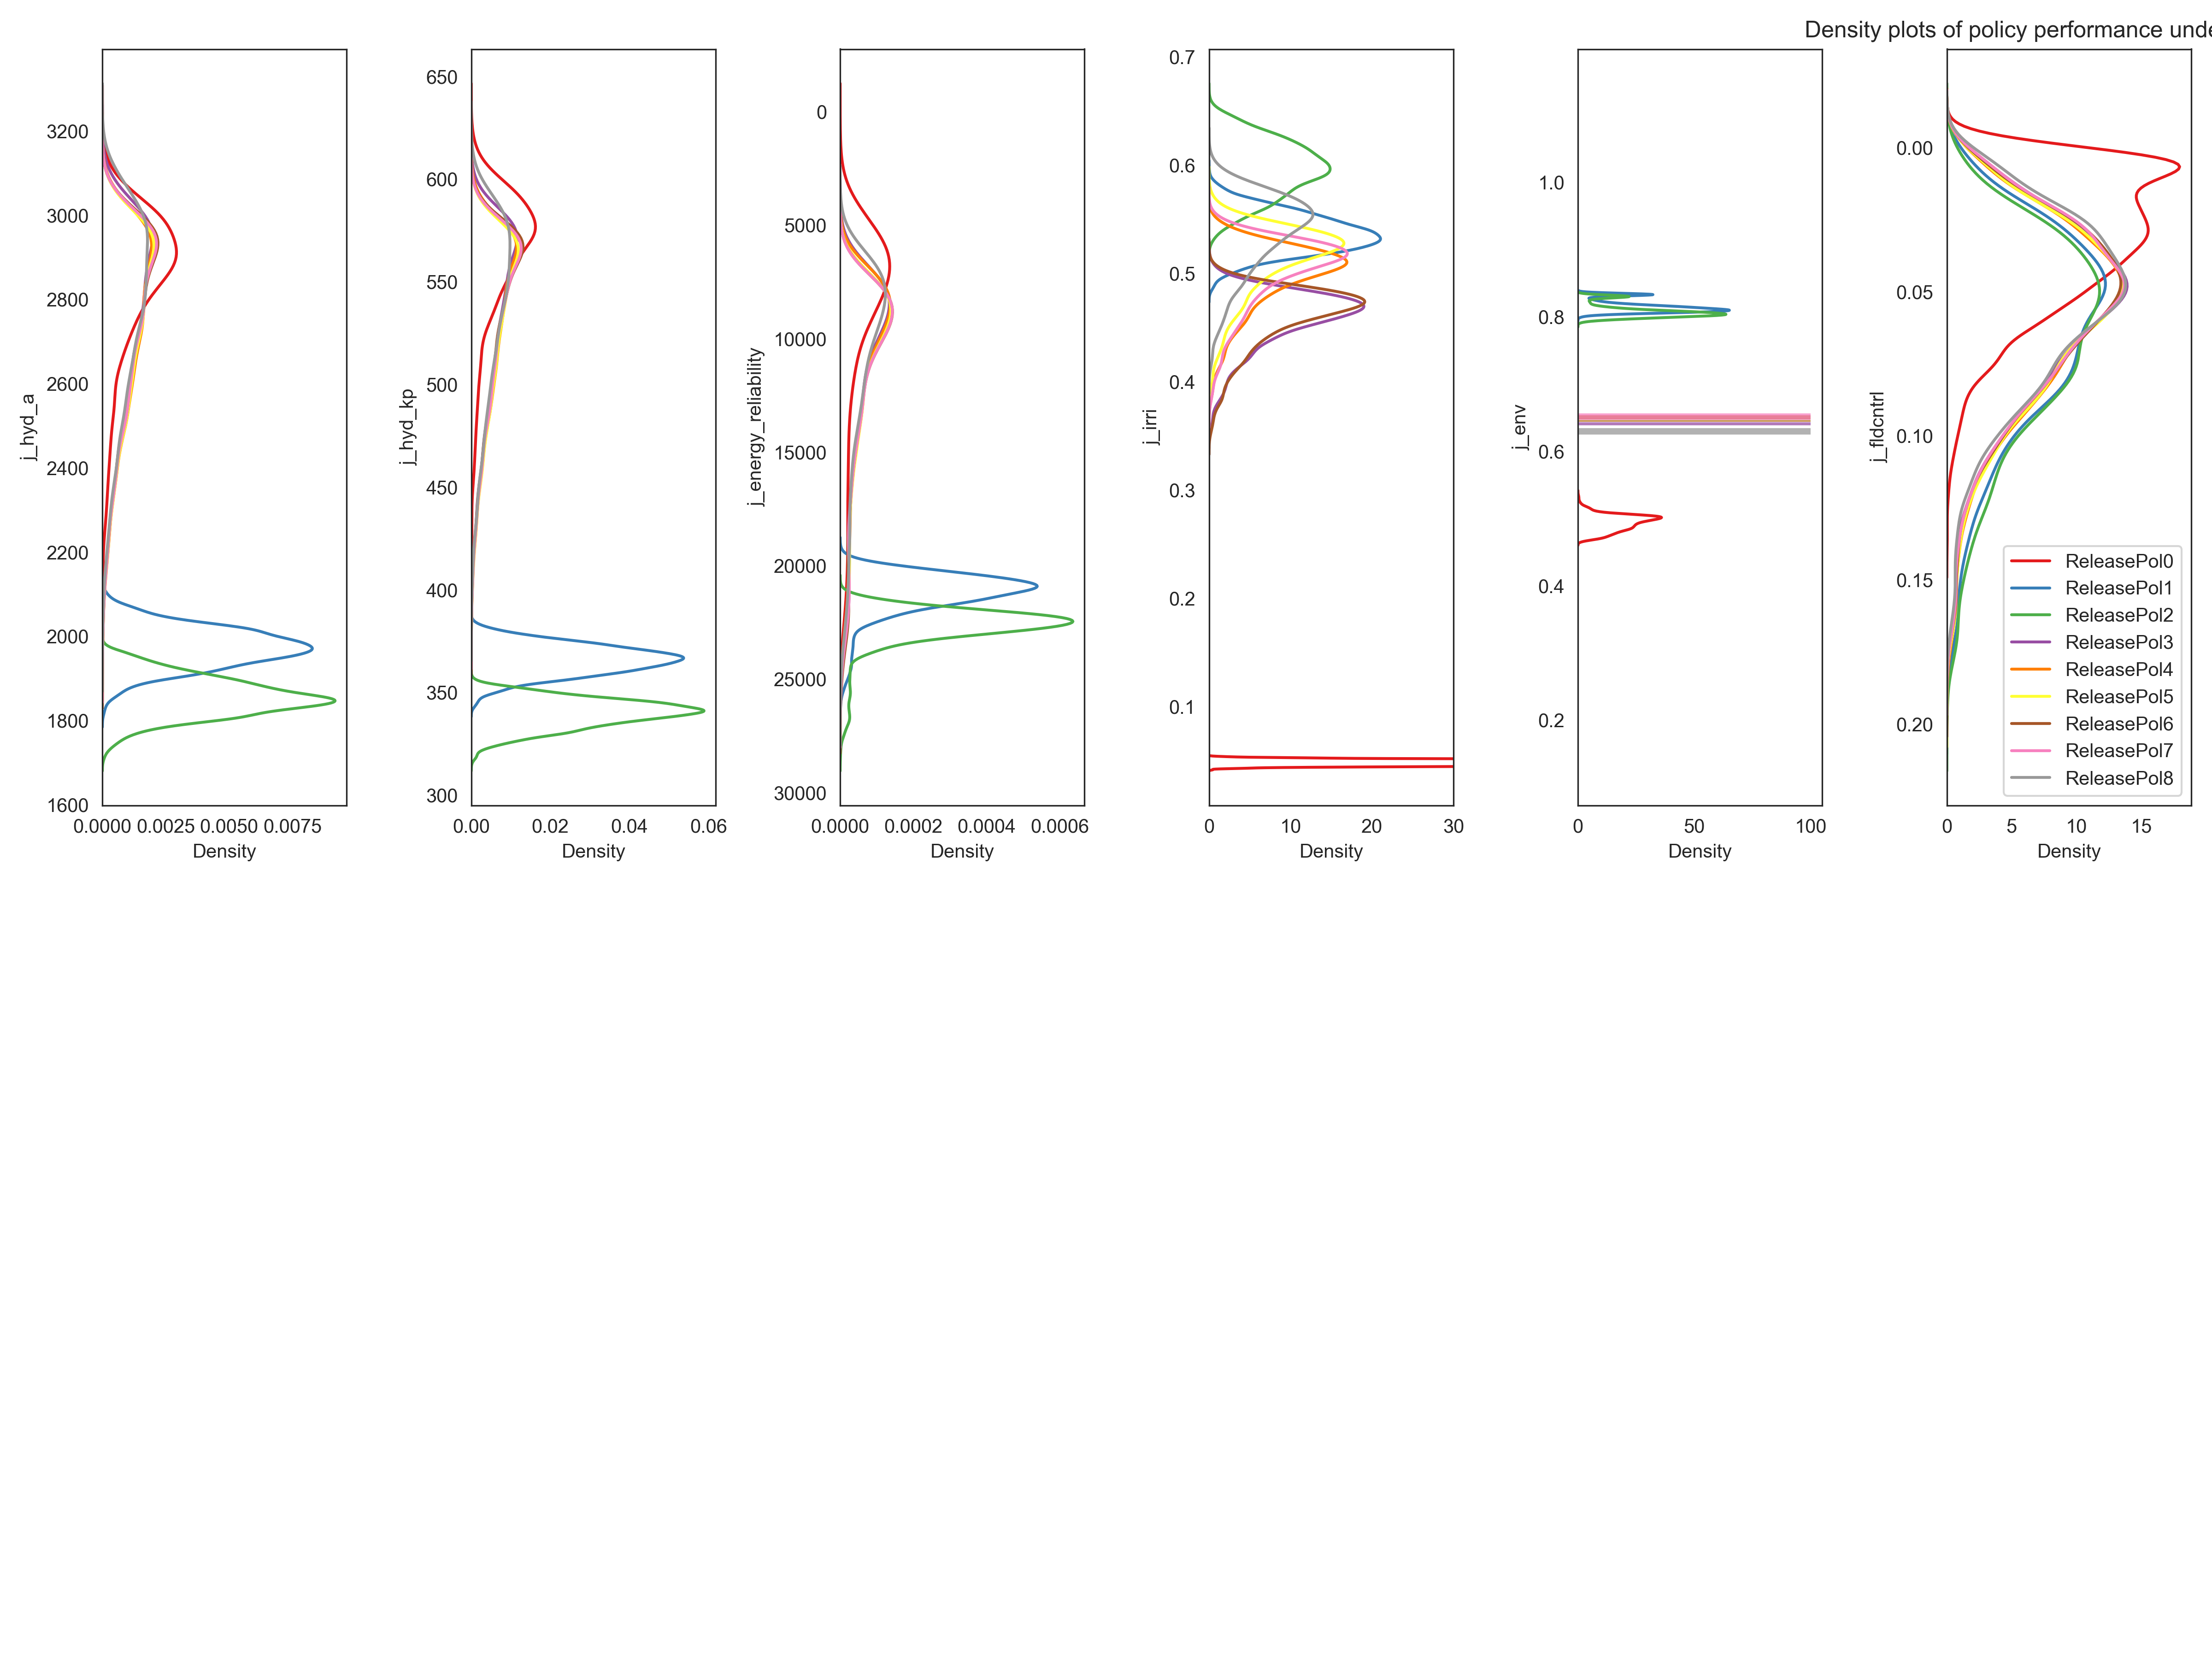 Density plots of policy performance unde
j_hyd_a
3200
3000
2800
2600
2400
2200
2000
1800
1600
0.0000 0.0025 0.0050 0.0075
Density
j_hyd_kp
650
600
550
500
450
400
350
300
0.00 0.02 0.04 0.06
Density
j_energy_reliability
0
5000
10000
15000
20000
25000
30000
0.0000 0.0002 0.0004 0.0006
Density
j_irri
0.7
0.6
0.5
0.4
0.3
0.2
0.1
0 10 20 30
Density
j_env
1.0
0.8
0.6
0.4
0.2
0 50 100
Density
j_fldcntrl
0.00
0.05
0.10
0.15
0.20
0 5 10 15
Density
ReleasePol0
ReleasePol1
ReleasePol2
ReleasePol3
ReleasePol4
ReleasePol5
ReleasePol6
ReleasePol7
ReleasePol8